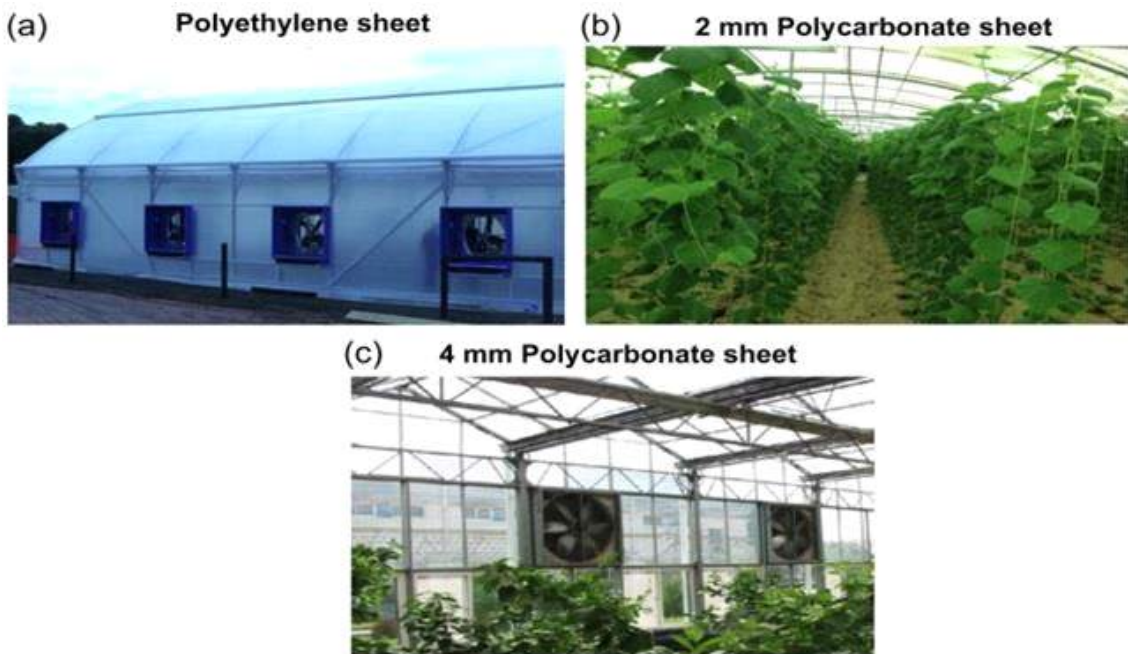 (a) Polyethylene sheet
(b) 2 mm Polycarbonate sheet
(c) 4 mm Polycarbonate sheet